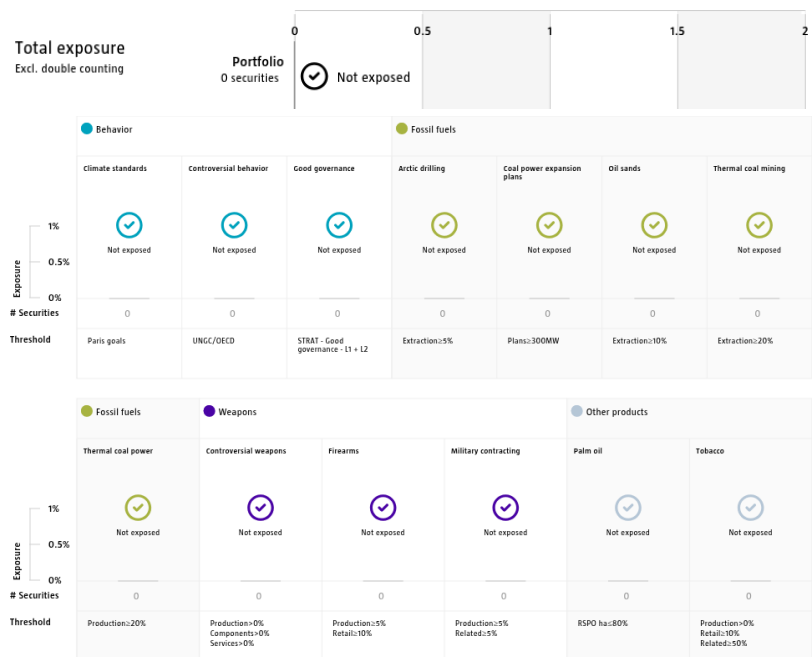 0 0.5 1 1.5 2
Total exposure
Excl. double counting
Portfolio
0 securities
Not exposed
Behavior Fossil fuels
Climate standards Controversial behavior Good governance Arctic drilling Coal power expansion plans Oil sands Thermal coal mining
Not exposed Not exposed Not exposed Not exposed Not exposed Not exposed Not exposed
Exposure
1%
0.5%
0%
# Securities 0 0 0 0 0 0 0
Threshold Paris goals UNGC/OECD STRAT - Good governance - L1 + L2 Extraction≥5% Plans≥300MW Extraction≥10% Extraction≥20%
Fossil fuels Weapons Other products
Thermal coal power Controversial weapons Firearms Military contracting Palm oil Tobacco
Not exposed Not exposed Not exposed Not exposed Not exposed Not exposed
Exposure
1%
0.5%
0%
# Securities 0 0 0 0 0 0
Threshold Production≥20% Production>0% Production≥5% Production≥5% RSPO ha≤80% Production>0%
Components>0% Retail≥10% Related≥5% Retail≥10%
Services>0% Related≥50%